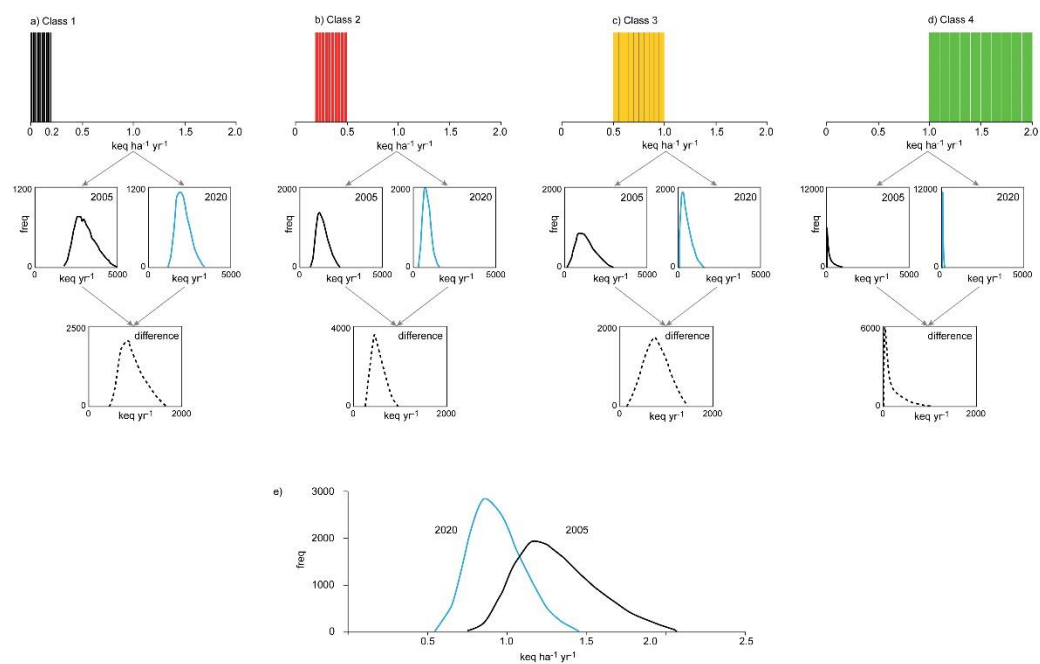 a) Class 1
b) Class 2
c) Class 3
d) Class 4
0 0.2 0.5 1.0 1.5 2.0
0 0.5 1.0 1.5 2.0
0 0.5 1.0 1.5 2.0
0 0.5 1.0 1.5 2.0
keq ha⁻¹ yr⁻¹
keq ha⁻¹ yr⁻¹
keq ha⁻¹ yr⁻¹
keq ha⁻¹ yr⁻¹
1200 2005 1200 2020
2000 2005 2000 2020
2000 2005 2000 2020
12000 2005 12000 2020
freq
freq
freq
freq
0 0
0 0
0 0
0 0
0 5000 0 5000
0 5000 0 5000
0 5000 0 5000
0 5000 0 5000
keq yr⁻¹ keq yr⁻¹
keq yr⁻¹ keq yr⁻¹
keq yr⁻¹ keq yr⁻¹
keq yr⁻¹ keq yr⁻¹
2500 difference
4000 difference
2000 difference
6000 difference
0
0
0
0
0 2000
0 2000
0 2000
0 2000
keq yr⁻¹
keq yr⁻¹
keq yr⁻¹
keq yr⁻¹
e)
3000
2020 2005
2000
freq
1000
0
0.5 1.0 1.5 2.0 2.5
keq ha⁻¹ yr⁻¹